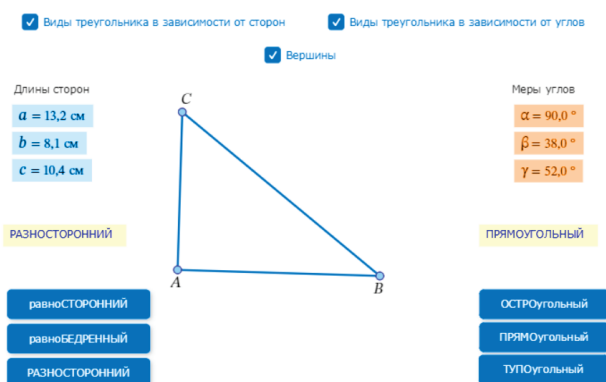 Виды треугольника в зависимости от сторон
Виды треугольника в зависимости от углов
Вершины
Длины сторон
a = 13,2 см
b = 8,1 см
c = 10,4 см
Меры углов
α = 90,0 °
β = 38,0 °
γ = 52,0 °
C
A
B
РАЗНОСТОРОННИЙ
ПРЯМОУГОЛЬНЫЙ
равноСТОРОННИЙ
равноБЕДРЕННЫЙ
РАЗНОСТОРОННИЙ
ОСТРОугольный
ПРЯМОугольный
ТУПОугольный